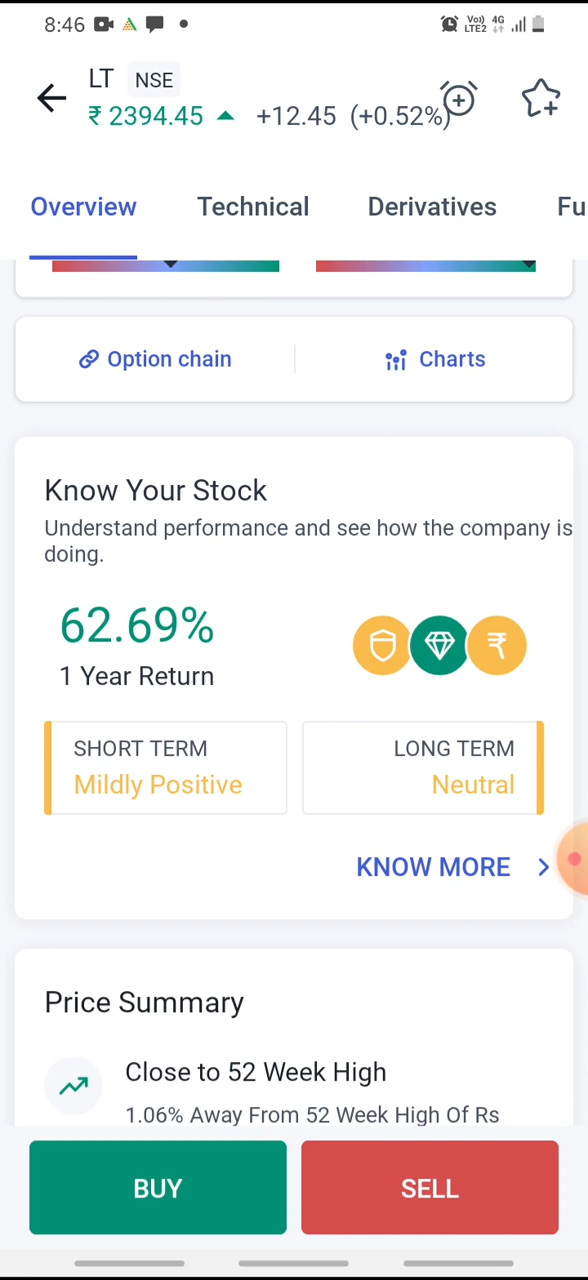 8:46
Vo)) 4G
LTE2
LT NSE
₹ 2394.45 +12.45 (+0.52%)
Overview Technical Derivatives Fu
Option chain Charts
Know Your Stock
Understand performance and see how the company is
doing.
62.69%
1 Year Return
₹
SHORT TERM LONG TERM
Mildly Positive Neutral
KNOW MORE
Price Summary
Close to 52 Week High
1.06% Away From 52 Week High Of Rs
BUY SELL